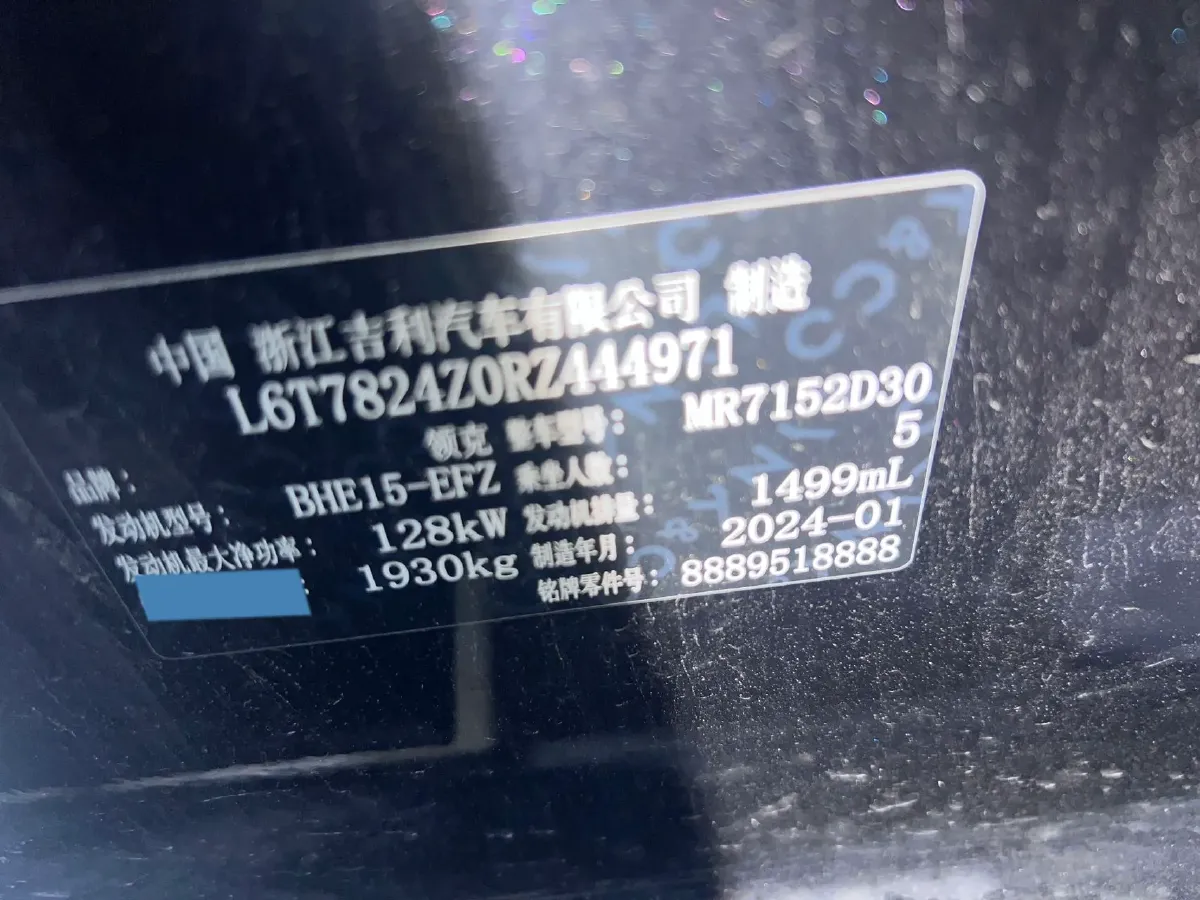 中国 浙江吉利汽车有限公司 制造
L6T7824Z0RZ444971
品牌: 领克 整车型号: MR7152D30
发动机型号: BHE15-EFZ 乘坐人数: 5
发动机最大净功率: 128kW 发动机排量: 1499mL
: 1930kg 制造年月: 2024-01
铭牌零件号: 8889518888